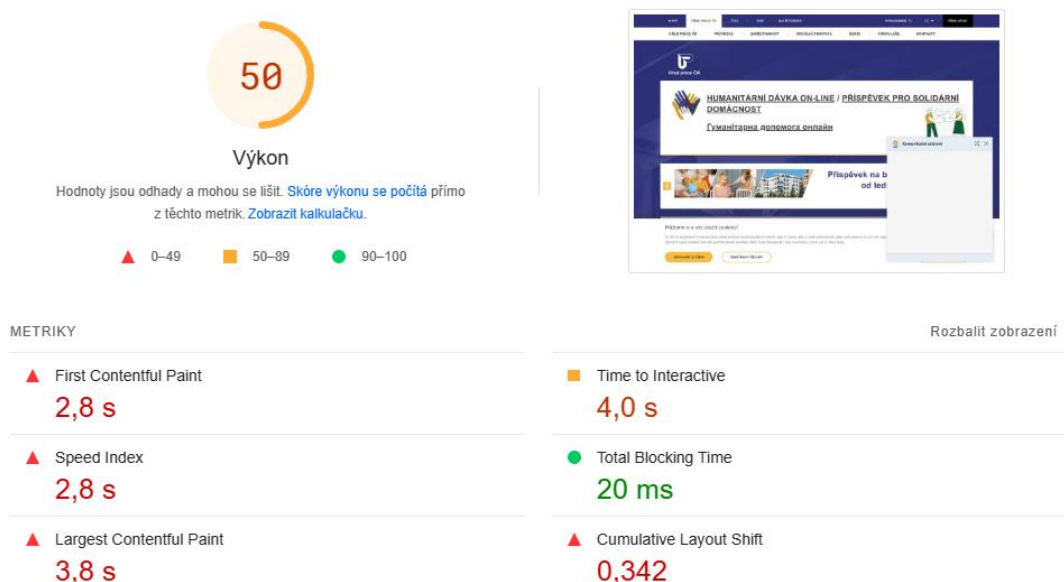 50
Výkon
Hodnoty jsou odhady a mohou se lišit. Skóre výkonu se počítá přímo
z těchto metrik. Zobrazit kalkulačku.
0–49
50–89
90–100
Úřad práce ČR
HUMANITÁRNÍ DÁVKA ON-LINE / PŘÍSPĚVEK PRO SOLIDÁRNÍ
DOMÁCNOST
Гуманітарна допомога онлайн
Příspěvek na b
od led
METRIKY
Rozbalit zobrazení
First Contentful Paint
2,8 s
Time to Interactive
4,0 s
Speed Index
2,8 s
Total Blocking Time
20 ms
Largest Contentful Paint
3,8 s
Cumulative Layout Shift
0,342